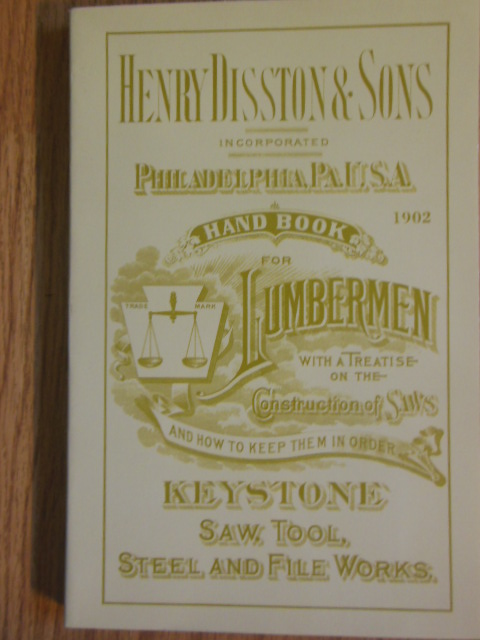 HENRY DISSTON & SONS
INCORPORATED
PHILADELPHIA, PA. U.S.A.
1902
HAND BOOK
FOR
LUMBERMEN
TRADE MARK
WITH A TREATISE
ON THE
Construction of SAWS
AND HOW TO KEEP THEM IN ORDER
KEYSTONE
SAW, TOOL,
STEEL AND FILE WORKS.